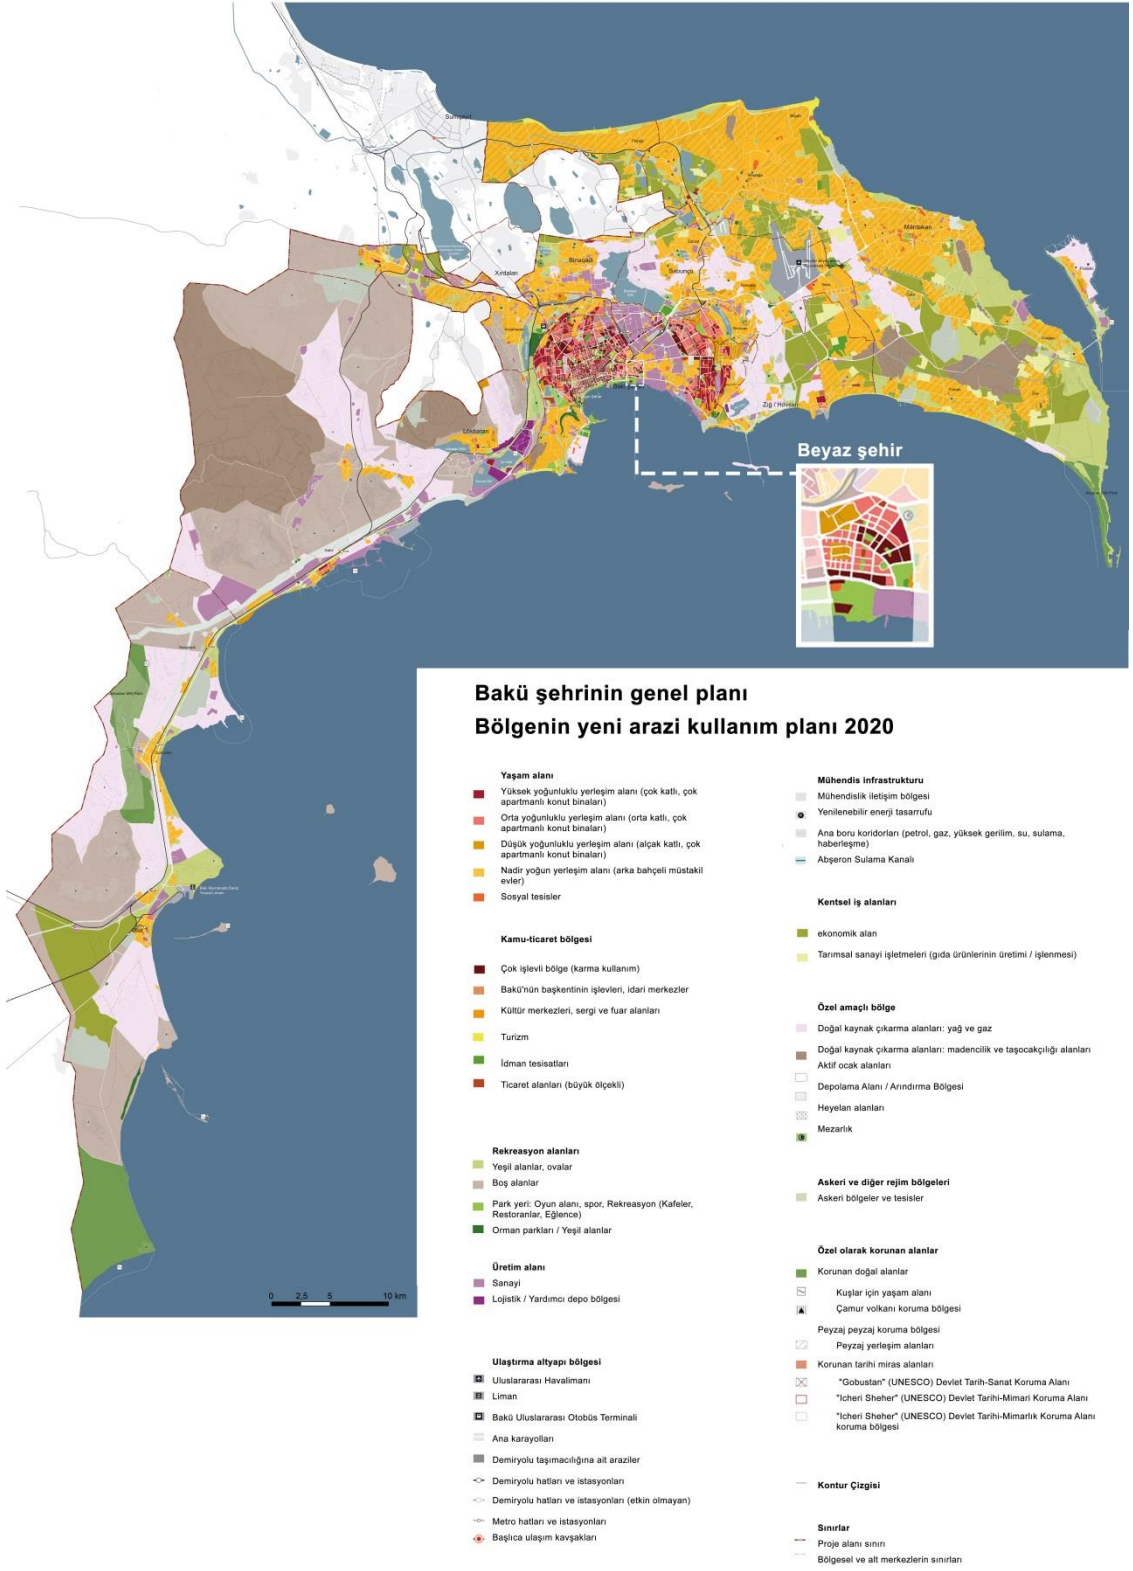 Sumqayıt
Xırdalan
Binəqədi
Sabunçu
Mərdəkan
Zığ / Hövsan
Lökbatan
Beyaz şehir
Bakü şehrinin genel planı
Bölgenin yeni arazi kullanım planı 2020
Yaşam alanı
Yüksek yoğunluklu yerleşim alanı (çok katlı, çok
apartmanlı konut binaları)
Orta yoğunluklu yerleşim alanı (orta katlı, çok
apartmanlı konut binaları)
Düşük yoğunluklu yerleşim alanı (alçak katlı, çok
apartmanlı konut binaları)
Nadir yoğun yerleşim alanı (arka bahçeli müstakil
evler)
Sosyal tesisler
Kamu-ticaret bölgesi
Çok işlevli bölge (karma kullanım)
Bakü'nün başkentinin işlevleri, idari merkezler
Kültür merkezleri, sergi ve fuar alanları
Turizm
İdman tesisatları
Ticaret alanları (büyük ölçekli)
Rekreasyon alanları
Yeşil alanlar, ovalar
Boş alanlar
Park yeri: Oyun alanı, spor, Rekreasyon (Kafeler,
Restoranlar, Eğlence)
Orman parkları / Yeşil alanlar
Üretim alanı
Sanayi
Lojistik / Yardımcı depo bölgesi
0 2,5 5 10 km
Ulaştırma altyapı bölgesi
Uluslararası Havalimanı
Liman
Bakü Uluslararası Otobüs Terminali
Ana karayolları
Demiryolu taşımacılığına ait araziler
Demiryolu hatları ve istasyonları
Demiryolu hatları ve istasyonları (etkin olmayan)
Metro hatları ve istasyonları
Başlıca ulaşım kavşakları
Mühendis infrastrukturu
Mühendislik iletişim bölgesi
Yenilenebilir enerji tasarrufu
Ana boru koridorları (petrol, gaz, yüksek gerilim, su, sulama,
haberleşme)
Abşeron Sulama Kanalı
Kentsel iş alanları
ekonomik alan
Tarımsal sanayi işletmeleri (gıda ürünlerinin üretimi / işlenmesi)
Özel amaçlı bölge
Doğal kaynak çıkarma alanları: yağ ve gaz
Doğal kaynak çıkarma alanları: madencilik ve taşocakçılığı alanları
Aktif ocak alanları
Depolama Alanı / Arındırma Bölgesi
Heyelan alanları
Mezarlık
Askeri ve diğer rejim bölgeleri
Askeri bölgeler ve tesisler
Özel olarak korunan alanlar
Korunan doğal alanlar
Kuşlar için yaşam alanı
Çamur volkanı koruma bölgesi
Peyzaj peyzaj koruma bölgesi
Peyzaj yerleşim alanları
Korunan tarihi miras alanları
"Gobustan" (UNESCO) Devlet Tarih-Sanat Koruma Alanı
"Icheri Sheher" (UNESCO) Devlet Tarihi-Mimari Koruma Alanı
"Icheri Sheher" (UNESCO) Devlet Tarihi-Mimarlık Koruma Alanı
koruma bölgesi
Kontur Çizgisi
Sınırlar
Proje alanı sınırı
Bölgesel ve alt merkezlerin sınırları